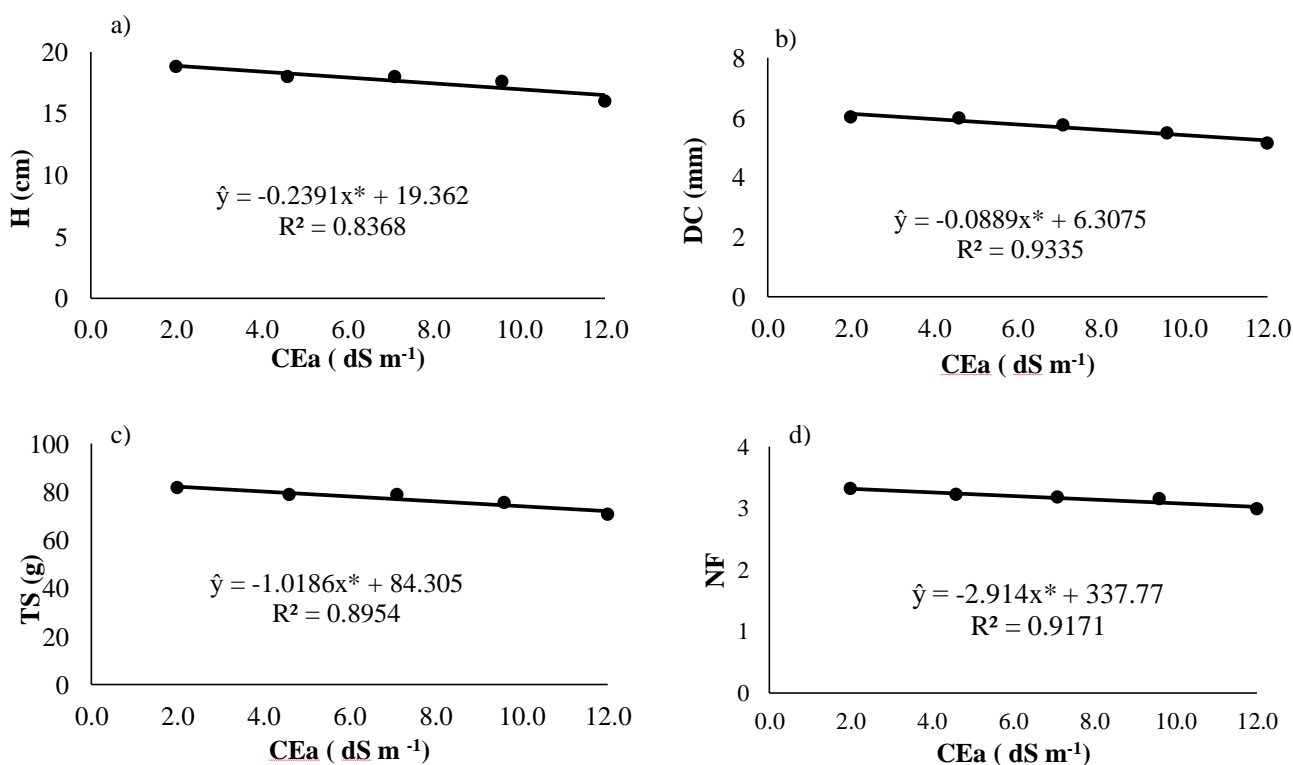 a)
20
15
10
5
0
H (cm)
ŷ = -0.2391x* + 19.362
R² = 0.8368
0.0 2.0 4.0 6.0 8.0 10.0 12.0
CEa ( dS m-1)
b)
8
6
4
2
0
DC (mm)
ŷ = -0.0889x* + 6.3075
R² = 0.9335
0.0 2.0 4.0 6.0 8.0 10.0 12.0
CEa ( dS m-1)
c)
100
80
60
40
20
0
TS (g)
ŷ = -1.0186x* + 84.305
R² = 0.8954
0.0 2.0 4.0 6.0 8.0 10.0 12.0
CEa ( dS m -1)
d)
4
3
2
1
0
NF
ŷ = -2.914x* + 337.77
R² = 0.9171
0.0 2.0 4.0 6.0 8.0 10.0 12.0
CEa ( dS m-1)